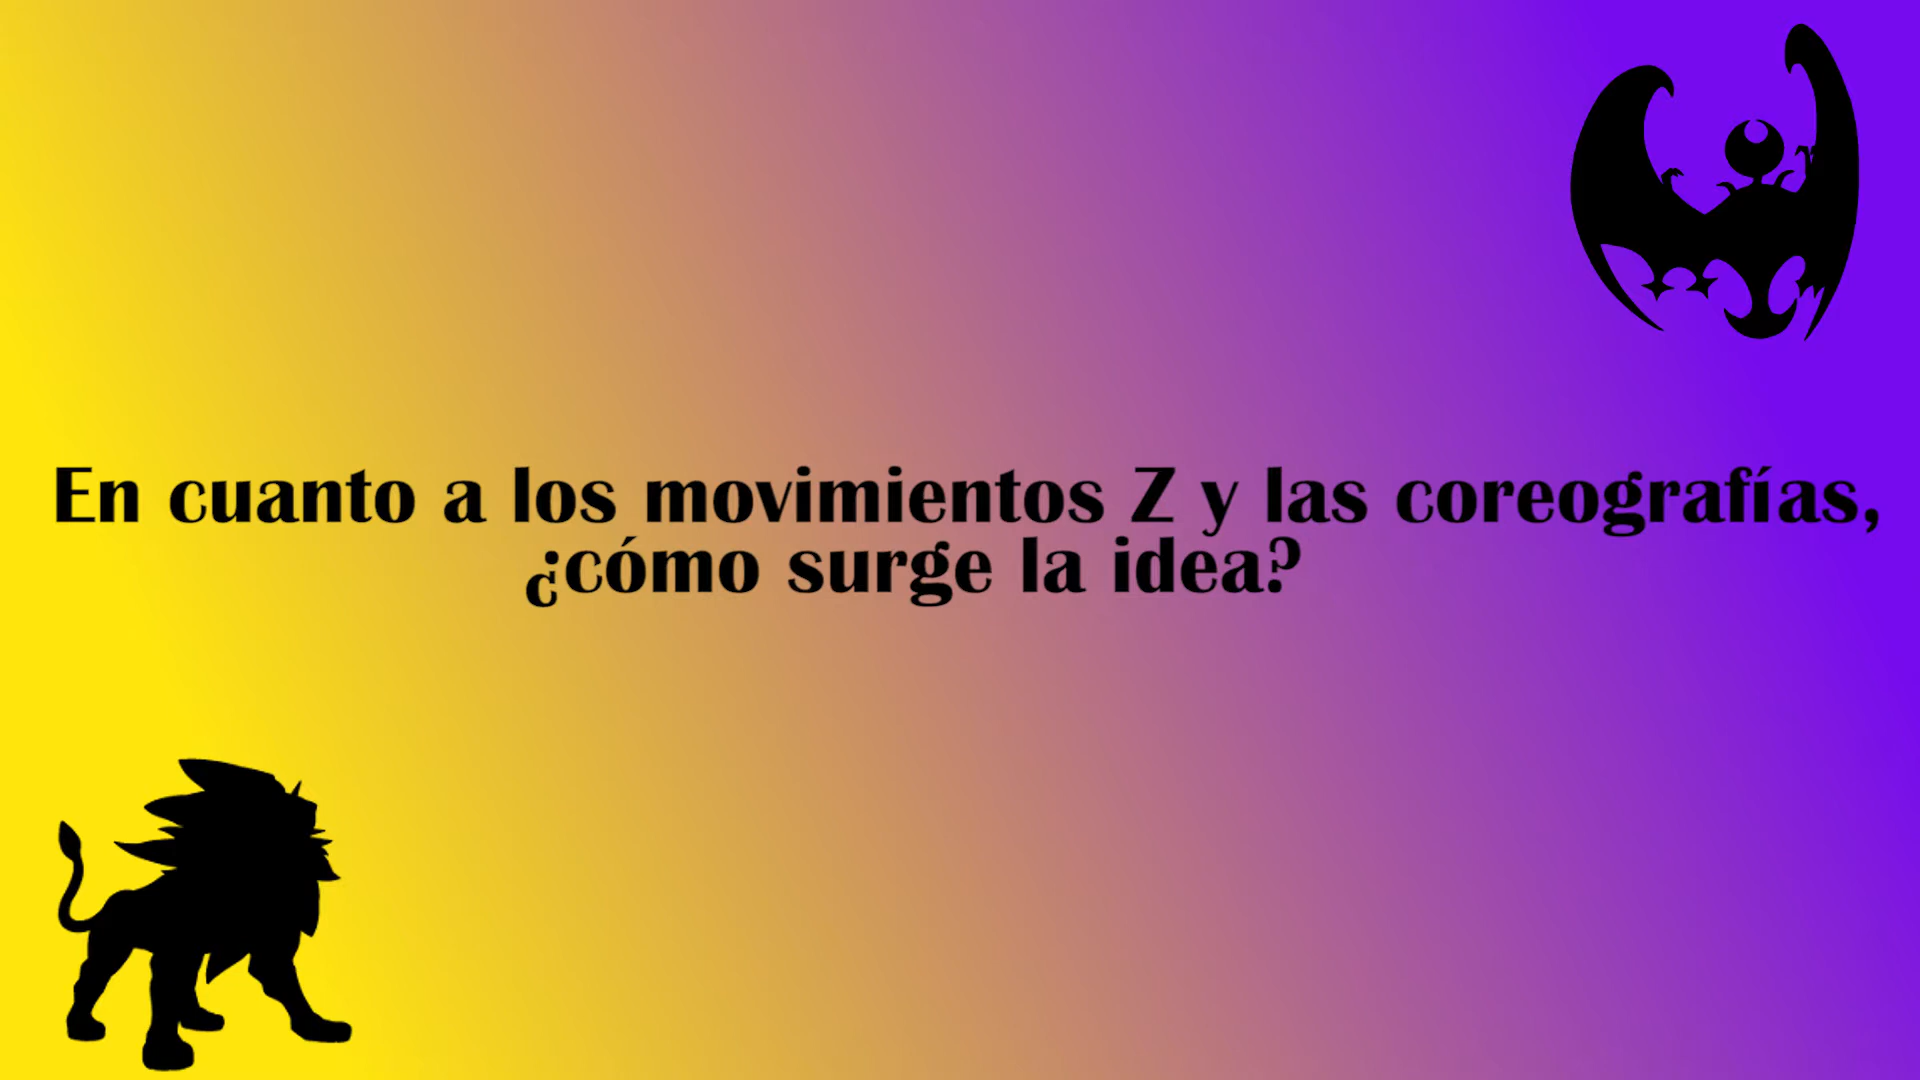 En cuanto a los movimientos Z y las coreografías,
¿cómo surge la idea?